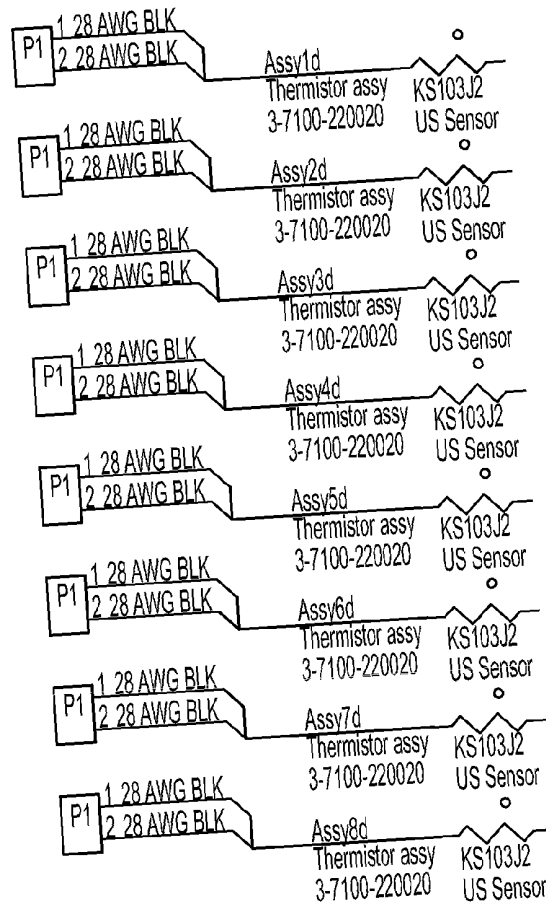 1 28 AWG BLK
P1
2 28 AWG BLK
Assy1d
Thermistor assy KS103J2
3-7100-220020 US Sensor
1 28 AWG BLK
P1
2 28 AWG BLK
Assy2d
Thermistor assy KS103J2
3-7100-220020 US Sensor
1 28 AWG BLK
P1
2 28 AWG BLK
Assy3d
Thermistor assy KS103J2
3-7100-220020 US Sensor
1 28 AWG BLK
P1
2 28 AWG BLK
Assy4d
Thermistor assy KS103J2
3-7100-220020 US Sensor
1 28 AWG BLK
P1
2 28 AWG BLK
Assy5d
Thermistor assy KS103J2
3-7100-220020 US Sensor
1 28 AWG BLK
P1
2 28 AWG BLK
Assy6d
Thermistor assy KS103J2
3-7100-220020 US Sensor
1 28 AWG BLK
P1
2 28 AWG BLK
Assy7d
Thermistor assy KS103J2
3-7100-220020 US Sensor
1 28 AWG BLK
P1
2 28 AWG BLK
Assy8d
Thermistor assy KS103J2
3-7100-220020 US Sensor